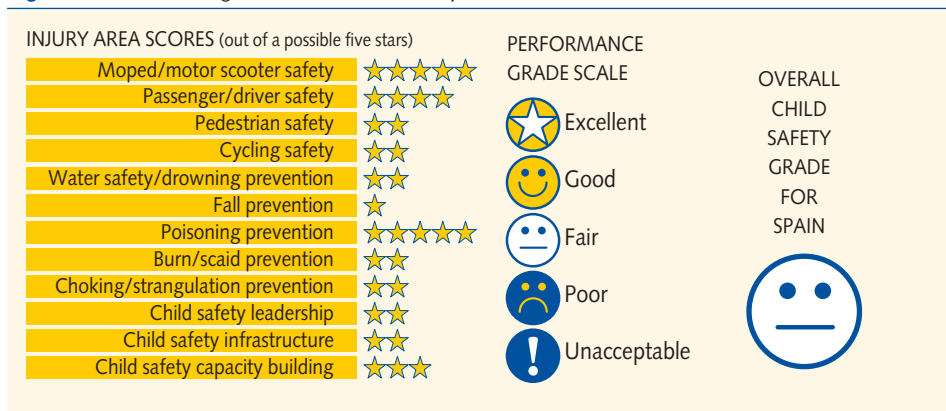 INJURY AREA SCORES (out of a possible five stars)
Moped/motor scooter safety
Passenger/driver safety
Pedestrian safety
Cycling safety
Water safety/drowning prevention
Fall prevention
Poisoning prevention
Burn/scaid prevention
Choking/strangulation prevention
Child safety leadership
Child safety infrastructure
Child safety capacity building
PERFORMANCE
GRADE SCALE
Excellent
Good
Fair
Poor
Unacceptable
OVERALL
CHILD
SAFETY
GRADE
FOR
SPAIN